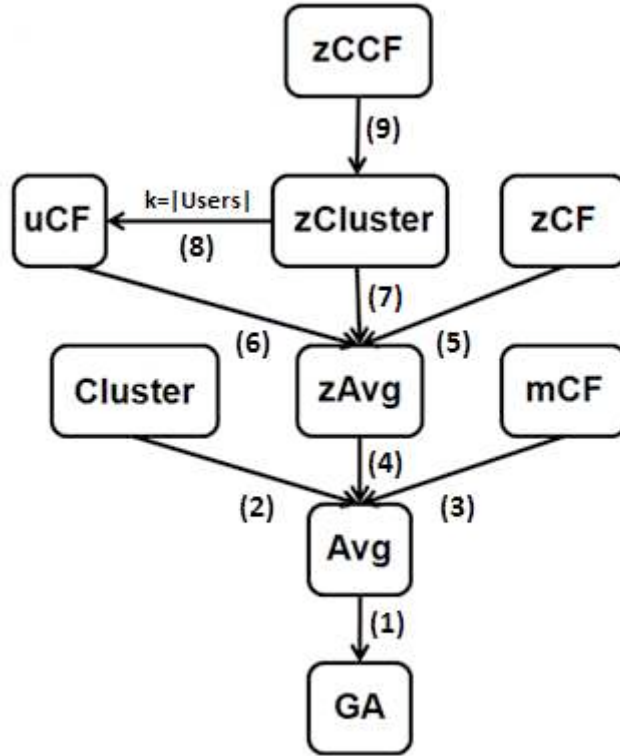 zCCF
(9)
uCF
k=|Users|
(8)
zCluster
zCF
(7)
(6)
(5)
Cluster
zAvg
mCF
(4)
(2)
(3)
Avg
(1)
GA